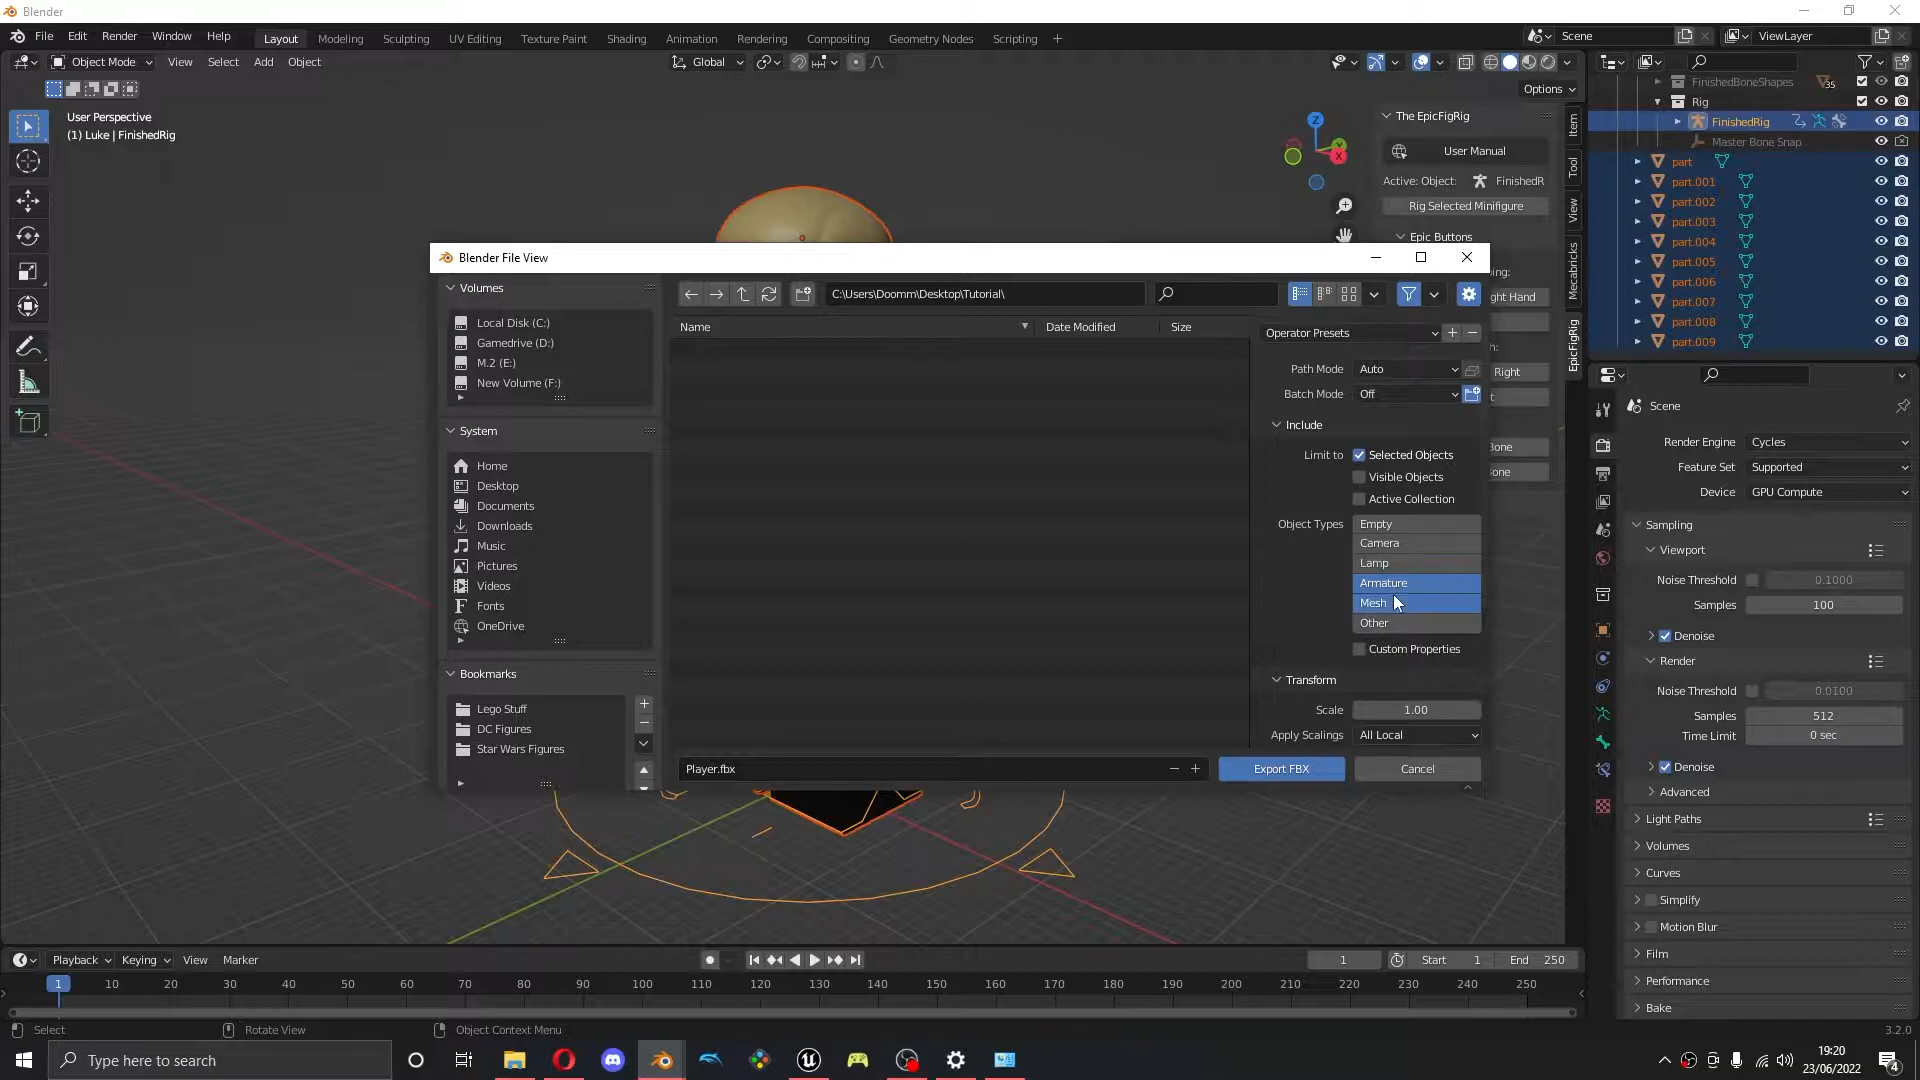 Blender
File Edit Render Window Help Layout Modeling Sculpting UV Editing Texture Paint Shading Animation Rendering Compositing Geometry Nodes Scripting + Scene ViewLayer
Object Mode View Select Add Object Global
Options
User Perspective
(1) Luke | FinishedRig
The EpicFigRig
User Manual
Active: Object: FinishedR
Rig Selected Minifigure
Epic Buttons
ping:
ght Hand
h:
Right
t
Bone
one
Item
Tool
View
Mecabricks
EpicFigRig
FinishedBoneShapes 35
Rig
FinishedRig
Master Bone Snap
part
part.001
part.002
part.003
part.004
part.005
part.006
part.007
part.008
part.009
Blender File View
Volumes
Local Disk (C:)
Gamedrive (D:)
M.2 (E:)
New Volume (F:)
System
Home
Desktop
Documents
Downloads
Music
Pictures
Videos
Fonts
OneDrive
Bookmarks
Lego Stuff
DC Figures
Star Wars Figures
C:\Users\Doomm\Desktop\Tutorial\
Name Date Modified Size
Player.fbx
Operator Presets
Path Mode Auto
Batch Mode Off
Include
Limit to Selected Objects
Visible Objects
Active Collection
Object Types Empty
Camera
Lamp
Armature
Mesh
Other
Custom Properties
Transform
Scale 1.00
Apply Scalings All Local
Export FBX Cancel
Scene
Render Engine Cycles
Feature Set Supported
Device GPU Compute
Sampling
Viewport
Noise Threshold 0.1000
Samples 100
Denoise
Render
Noise Threshold 0.0100
Samples 512
Time Limit 0 sec
Denoise
Advanced
Light Paths
Volumes
Curves
Simplify
Motion Blur
Film
Performance
Bake
Playback Keying View Marker 1 Start 1 End 250
1 10 20 30 40 50 60 70 80 90 100 110 120 130 140 150 160 170 180 190 200 210 220 230 240 250
Select Rotate View Object Context Menu 3.2.0
Type here to search
19:20
23/06/2022
4